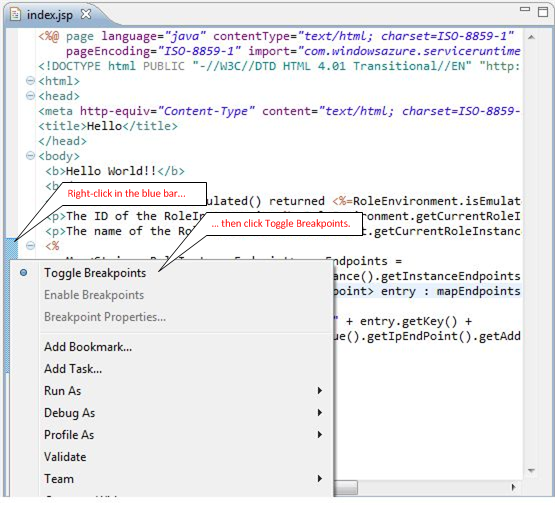 index.jsp
<%@ page language="java" contentType="text/html; charset=ISO-8859-1"
pageEncoding="ISO-8859-1" import="com.windowsazure.serviceruntime
<!DOCTYPE html PUBLIC "-//W3C//DTD HTML 4.01 Transitional//EN" "http:
<html>
<head>
<meta http-equiv="Content-Type" content="text/html; charset=ISO-8859-
<title>Hello</title>
</head>
<body>
<b>Hello World!!</b>
Right-click in the blue bar...
ulated() returned <%=RoleEnvironment.isEmulat
<p>The ID of the RoleIn
ironment.getCurrentRoleI
... then click Toggle Breakpoints.
<p>The name of the Ro
t.getCurrentRoleInstan
<%
Endpoints =
Toggle Breakpoints
ance().getInstanceEndpoints
Enable Breakpoints
point> entry : mapEndpoints
Breakpoint Properties...
" + entry.getKey() +
ue().getIpEndPoint().getAdd
Add Bookmark...
Add Task...
Run As
Debug As
Profile As
Validate
Team